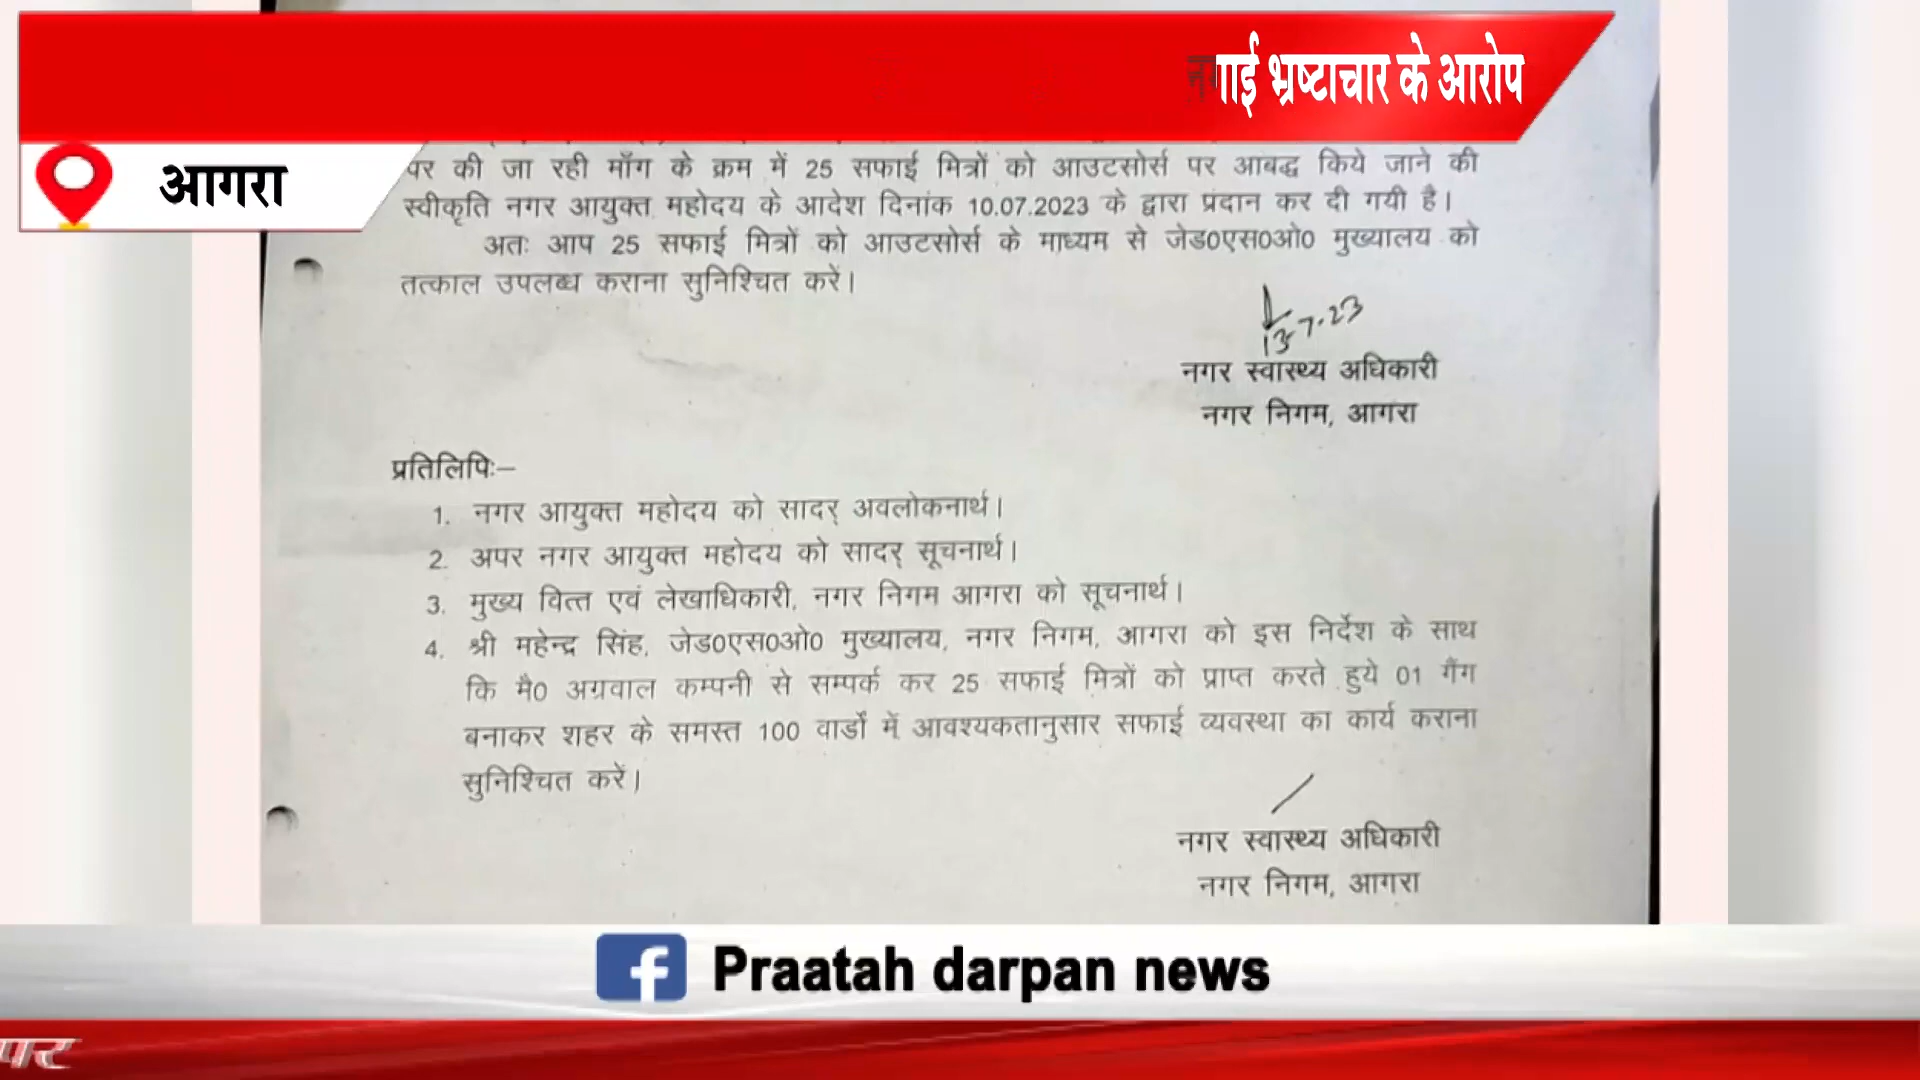 गाई भ्रष्टाचार के आरोप
आगरा
पर की जा रही माँग के क्रम में 25 सफाई मित्रों को आउटसोर्स पर आबद्ध किये जाने की
स्वीकृति नगर आयुक्त महोदय के आदेश दिनांक 10.07.2023 के द्वारा प्रदान कर दी गयी है।
अतः आप 25 सफाई मित्रों को आउटसोर्स के माध्यम से जेड0एस0ओ0 मुख्यालय को
तत्काल उपलब्ध कराना सुनिश्चित करें।
13-7-23
नगर स्वास्थ्य अधिकारी
नगर निगम, आगरा
प्रतिलिपिः–
1. नगर आयुक्त महोदय को सादर् अवलोकनार्थ।
2. अपर नगर आयुक्त महोदय को सादर् सूचनार्थ।
3. मुख्य वित्त एवं लेखाधिकारी, नगर निगम आगरा को सूचनार्थ।
4. श्री महेन्द्र सिंह, जेड0एस0ओ0 मुख्यालय, नगर निगम, आगरा को इस निर्देश के साथ
कि मै0 अग्रवाल कम्पनी से सम्पर्क कर 25 सफाई मित्रों को प्राप्त करते हुये 01 गैंग
बनाकर शहर के समस्त 100 वार्डों में आवश्यकतानुसार सफाई व्यवस्था का कार्य कराना
सुनिश्चित करें।
नगर स्वास्थ्य अधिकारी
नगर निगम, आगरा
Praatah darpan news
पर